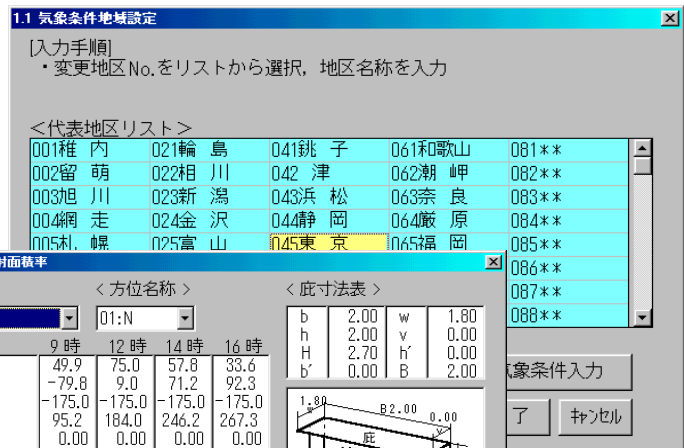 1.1 気象条件地域設定
[入力手順]
・変更地区No.をリストから選択,地区名称を入力
＜代表地区リスト＞
001稚 内 021輪 島 041銚 子 061和歌山 081**
002留 萌 022相 川 042 津 062潮 岬 082**
003旭 川 023新 潟 043浜 松 063奈 良 083**
004網 走 024金 沢 044静 岡 064厳 原 084**
005札 幌 025富 山 045東 京 065福 岡 085**
086**
087**
088**
気象条件入力
了 キャンセル
射面積率
＜方位名称＞ ＜庇寸法表＞
01:N
b 2.00 w 1.80
h 2.00 v 0.00
H 2.70 h´ 0.00
b´ 0.00 B 2.00
9時 12時 14時 16時
49.9 75.0 57.8 33.6
-79.8 9.0 71.2 92.3
-175.0 -175.0 -175.0 -175.0
95.2 184.0 246.2 267.3
0.00 0.00 0.00 0.00
1.80 B2.00 0.00
w v
庇